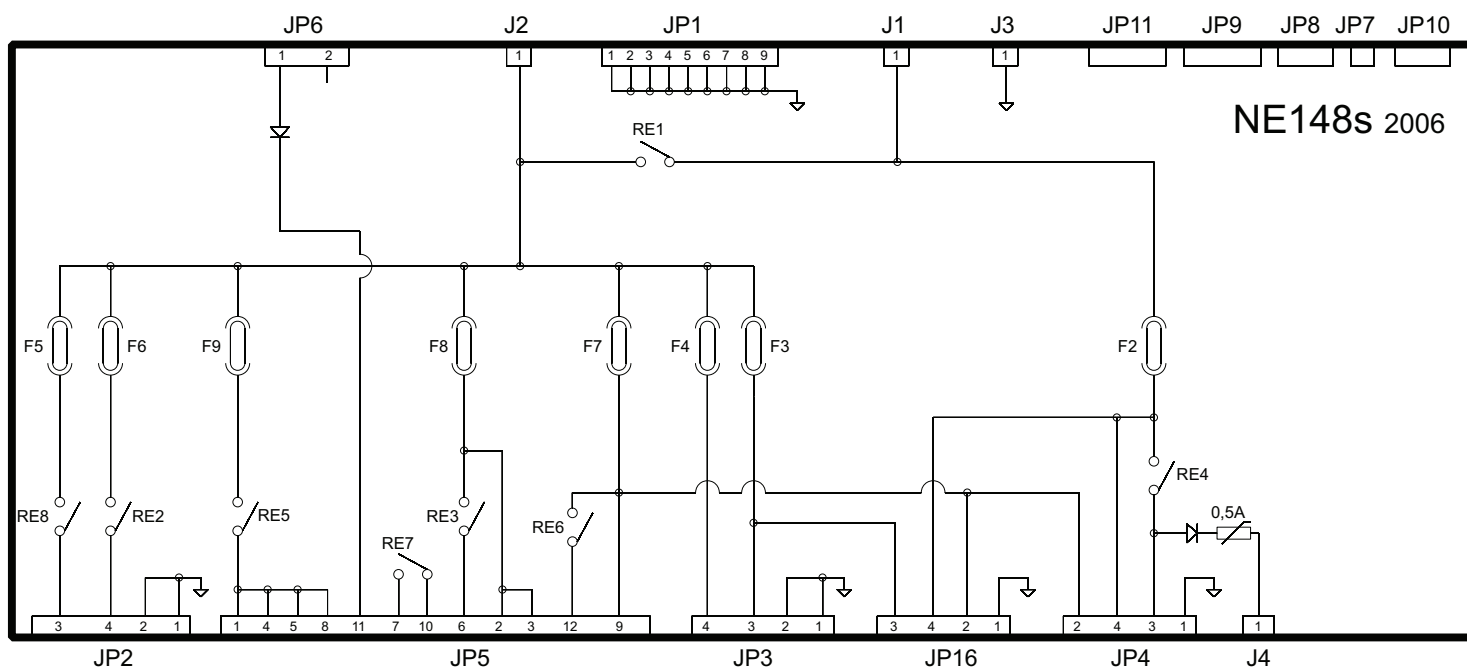 JP6 J2 JP1 J1 J3 JP11 JP9 JP8 JP7 JP10
1 2 1 1 2 3 4 5 6 7 8 9 1 1
NE148s 2006
RE1
F5 F6 F9 F8 F7 F4 F3 F2
RE4
RE8 RE2 RE5 RE3 RE6 0,5A
RE7
3 4 2 1 1 4 5 8 11 7 10 6 2 3 12 9 4 3 2 1 3 4 2 1 2 4 3 1 1
JP2 JP5 JP3 JP16 JP4 J4